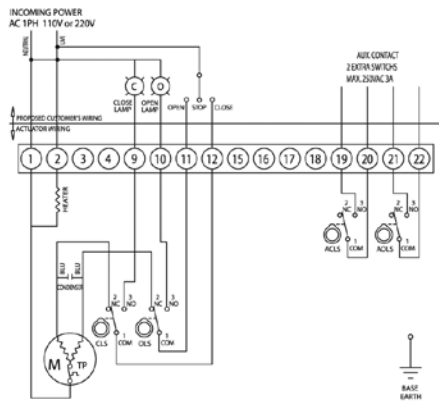 INCOMING POWER
AC 1PH 110V or 220V
NEUTRAL
LIVE
C
O
CLOSE LAMP
OPEN LAMP
OPEN
STOP
CLOSE
AUX. CONTACT
2 EXTRA SWITCHS
MAX. 250VAC 3A
PROPOSED CUSTOMER'S WIRING
ACTUATOR WIRING
1 2 3 4 9 10 11 12 15 16 17 18 19 20 21 22
HEATER
BLU
BLU
CONDENSER
2 NC
3 NO
1 COM
CLS
2 NC
3 NO
1 COM
OLS
2 NC
3 NO
1 COM
ACLS
2 NC
3 NO
1 COM
AOLS
M
TP
BASE
EARTH